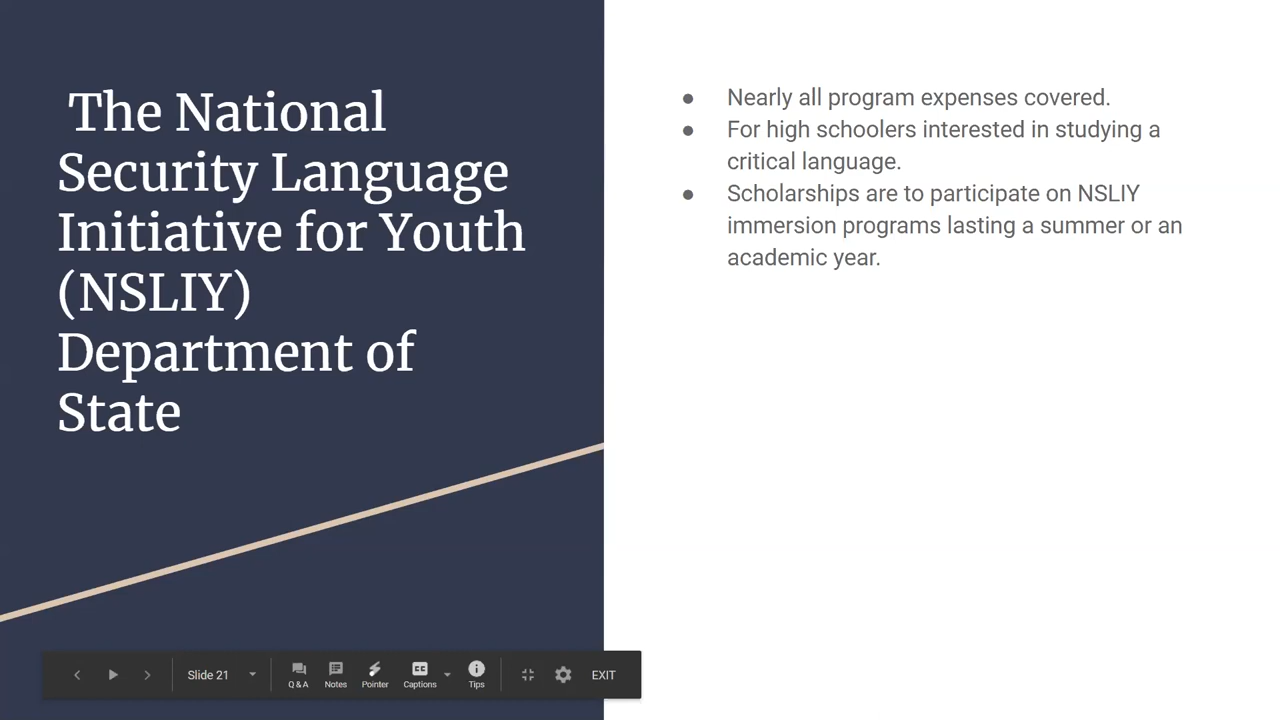 The National
Security Language
Initiative for Youth
(NSLIY)
Department of
State
● Nearly all program expenses covered.
● For high schoolers interested in studying a
critical language.
● Scholarships are to participate on NSLIY
immersion programs lasting a summer or an
academic year.
Slide 21
Q & A
Notes
Pointer
CC
Captions
Tips
EXIT